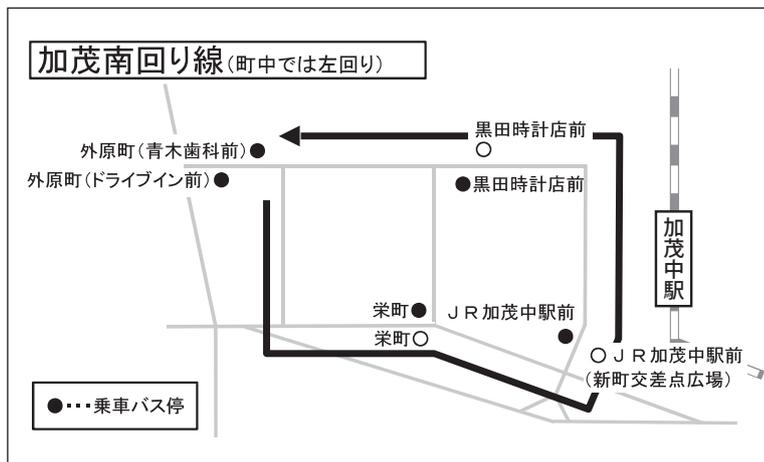 加茂南回り線(町中では左回り)
黒田時計店前
外原町(青木歯科前)
外原町(ドライブイン前)
黒田時計店前
加茂中駅
栄町
JR加茂中駅前
栄町
JR加茂中駅前
(新町交差点広場)
●・・・乗車バス停